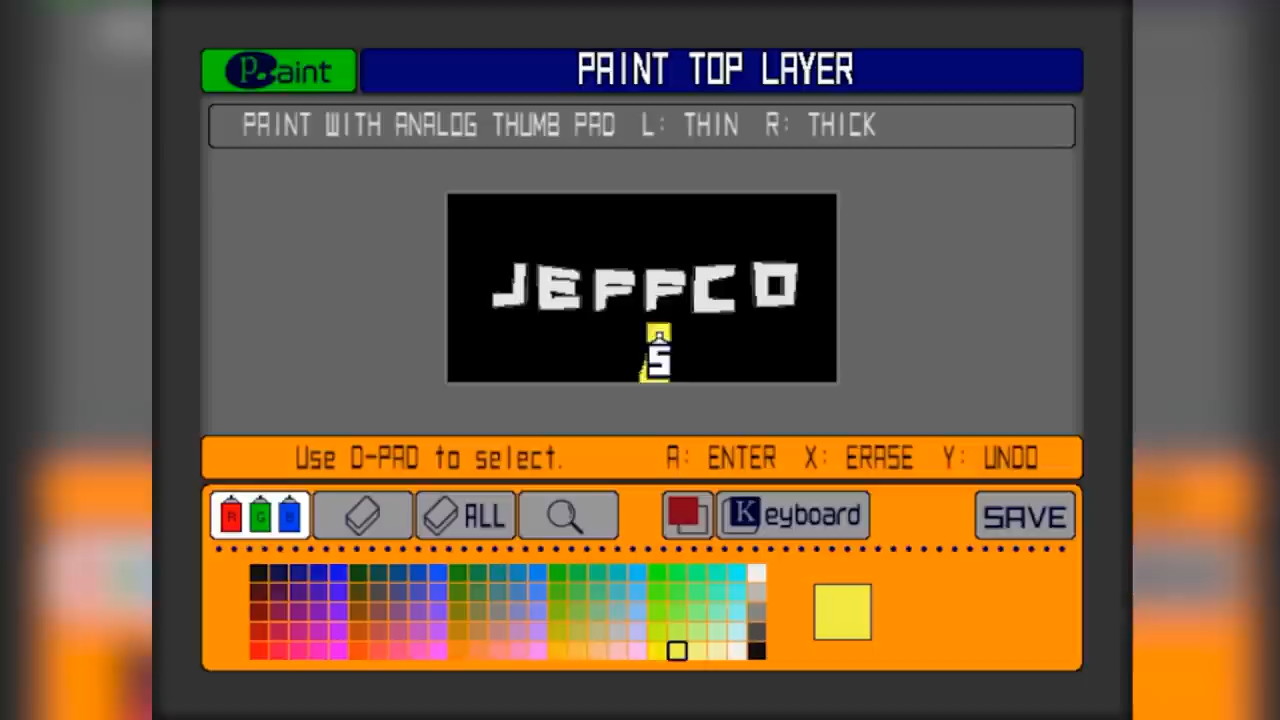 Paint
PAINT TOP LAYER
PAINT WITH ANALOG THUMB PAD L: THIN R: THICK
JEFFCO
S
Use D-PAD to select. A: ENTER X: ERASE Y: UNDO
R G B ALL Keyboard SAVE